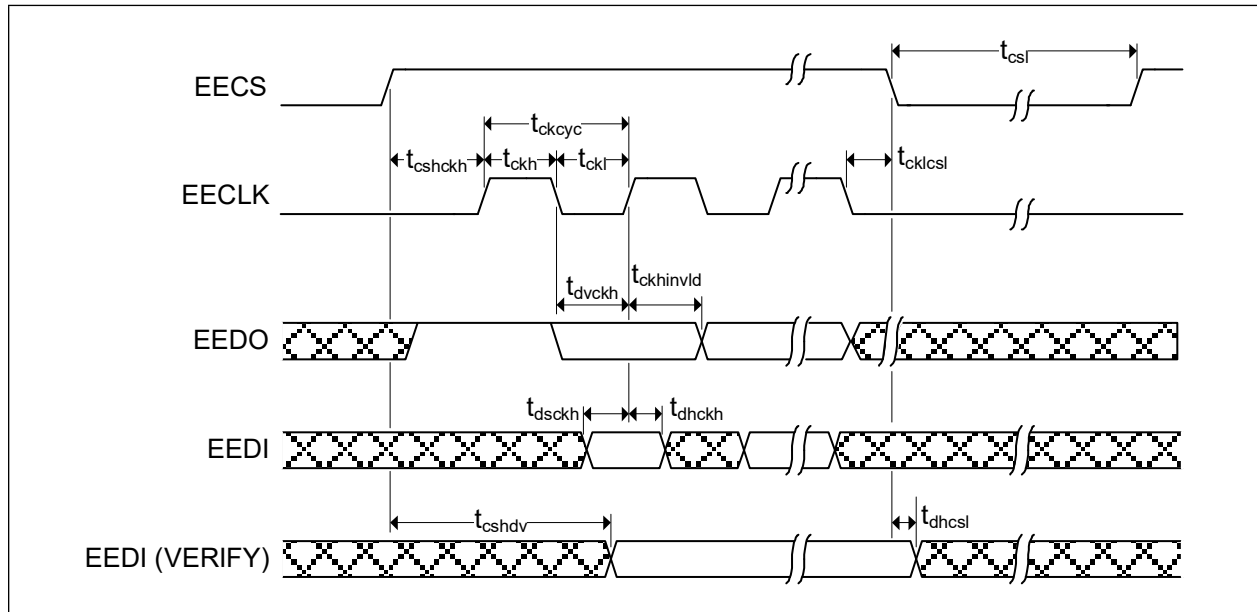 EECS
t_csl
t_ckcyc
t_cshckh t_ckh t_ckl t_cklcsl
EECLK
t_dvckh t_ckhinvld
EEDO
t_dsckh t_dhckh
EEDI
t_cshdv t_dhcsl
EEDI (VERIFY)